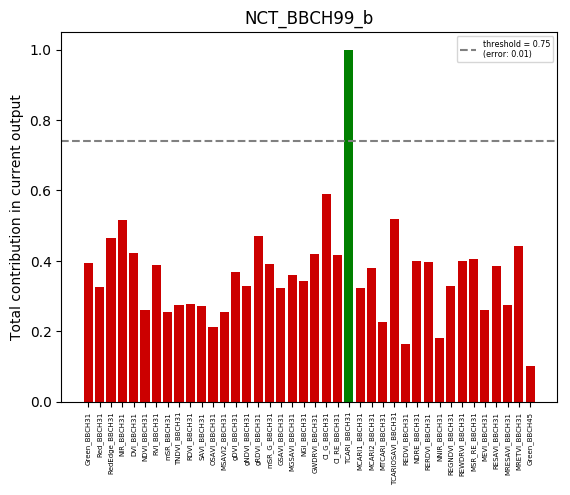 NCT_BBCH99_b
threshold = 0.75
(error: 0.01)
Total contribution in current output
1.0
0.8
0.6
0.4
0.2
0.0
Green_BBCH31
Red_BBCH31
RedEdge_BBCH31
NIR_BBCH31
DVI_BBCH31
NDVI_BBCH31
RVI_BBCH31
mSR_BBCH31
TNDVI_BBCH31
RDVI_BBCH31
SAVI_BBCH31
OSAVI_BBCH31
MSAVI2_BBCH31
gDVI_BBCH31
gNDVI_BBCH31
gRDVI_BBCH31
mSR_G_BBCH31
GSAVI_BBCH31
MGSAVI_BBCH31
NGI_BBCH31
GWDRVI_BBCH31
CI_G_BBCH31
CI_RE_BBCH31
TCARI_BBCH31
MCARI1_BBCH31
MCARI2_BBCH31
MTCARI_BBCH31
TCARIOSAVI_BBCH31
REDVI_BBCH31
NDRE_BBCH31
RERDVI_BBCH31
NNIR_BBCH31
REGNDVI_BBCH31
REWDRVI_BBCH31
MSR_RE_BBCH31
MEVI_BBCH31
RESAVI_BBCH31
MRESAVI_BBCH31
MRETVI_BBCH31
Green_BBCH45